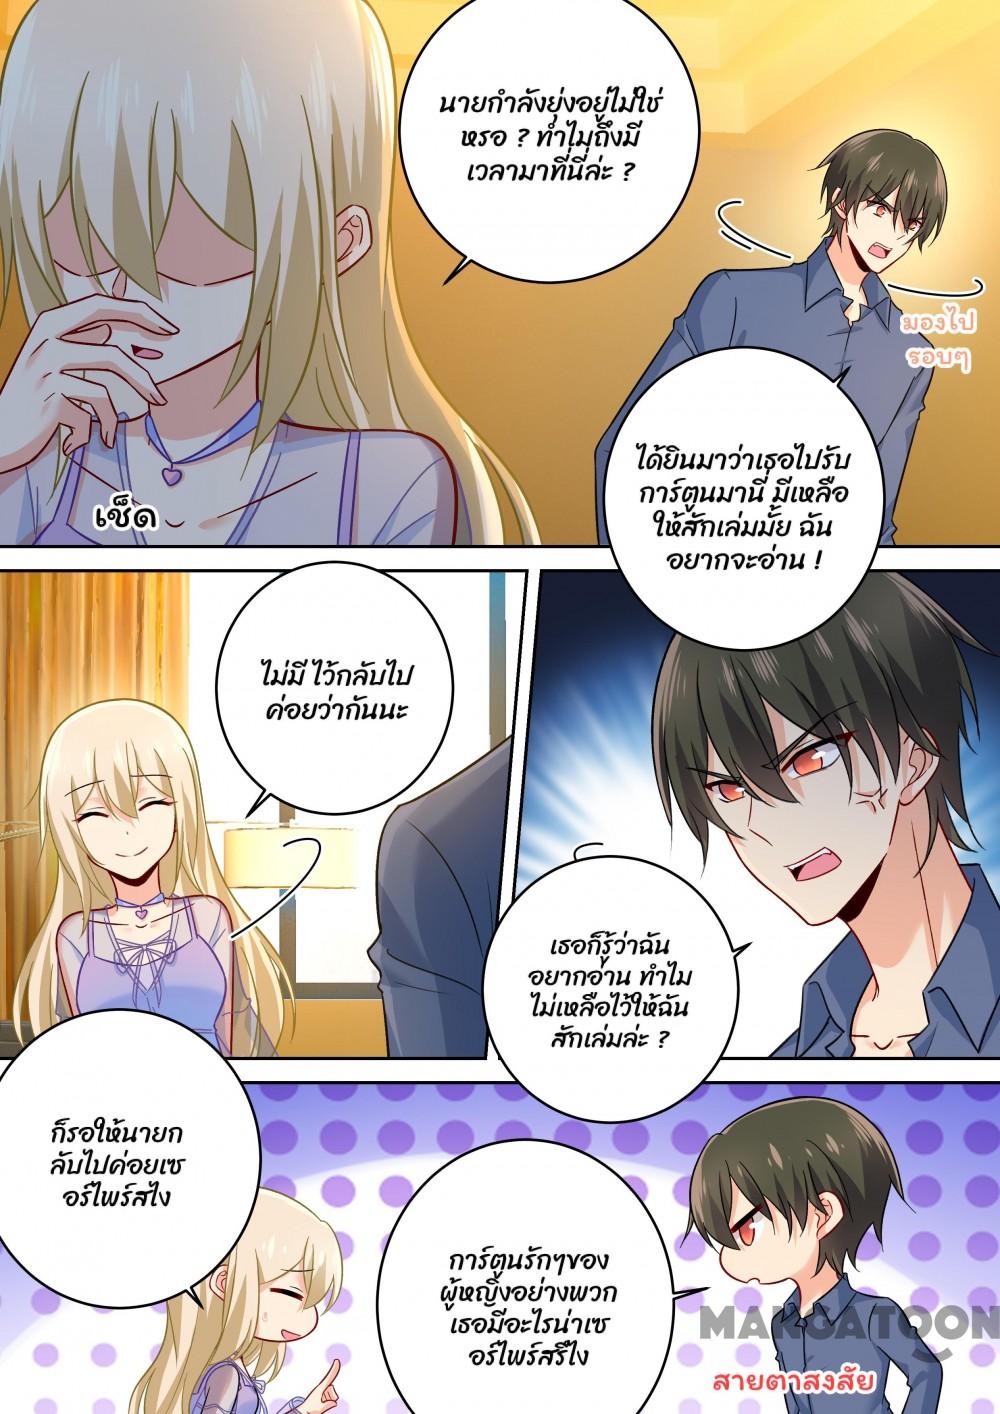 นายกำลังยุ่งอยู่ไม่ใช่
หรอ ? ทำไมถึงมี
เวลามาที่นี่ล่ะ ?
มองไป
รอบๆ
เช็ด
ได้ยินมาว่าเธอไปรับ
การ์ตูนมานี่ มีเหลือ
ให้สักเล่มมั้ย ฉัน
อยากจะอ่าน !
ไม่มี ไว้กลับไป
ค่อยว่ากันนะ
เธอก็รู้ว่าฉัน
อยากอ่าน ทำไม
ไม่เหลือไว้ให้ฉัน
สักเล่มล่ะ ?
ก็รอให้นายก
ลับไปค่อยเซ
อร์ไพร์สไง
การ์ตูนรักๆของ
ผู้หญิงอย่างพวก
เธอมีอะไรน่าเซ
อร์ไพร์สรึไง
MANGATOON
สายตาสงสัย